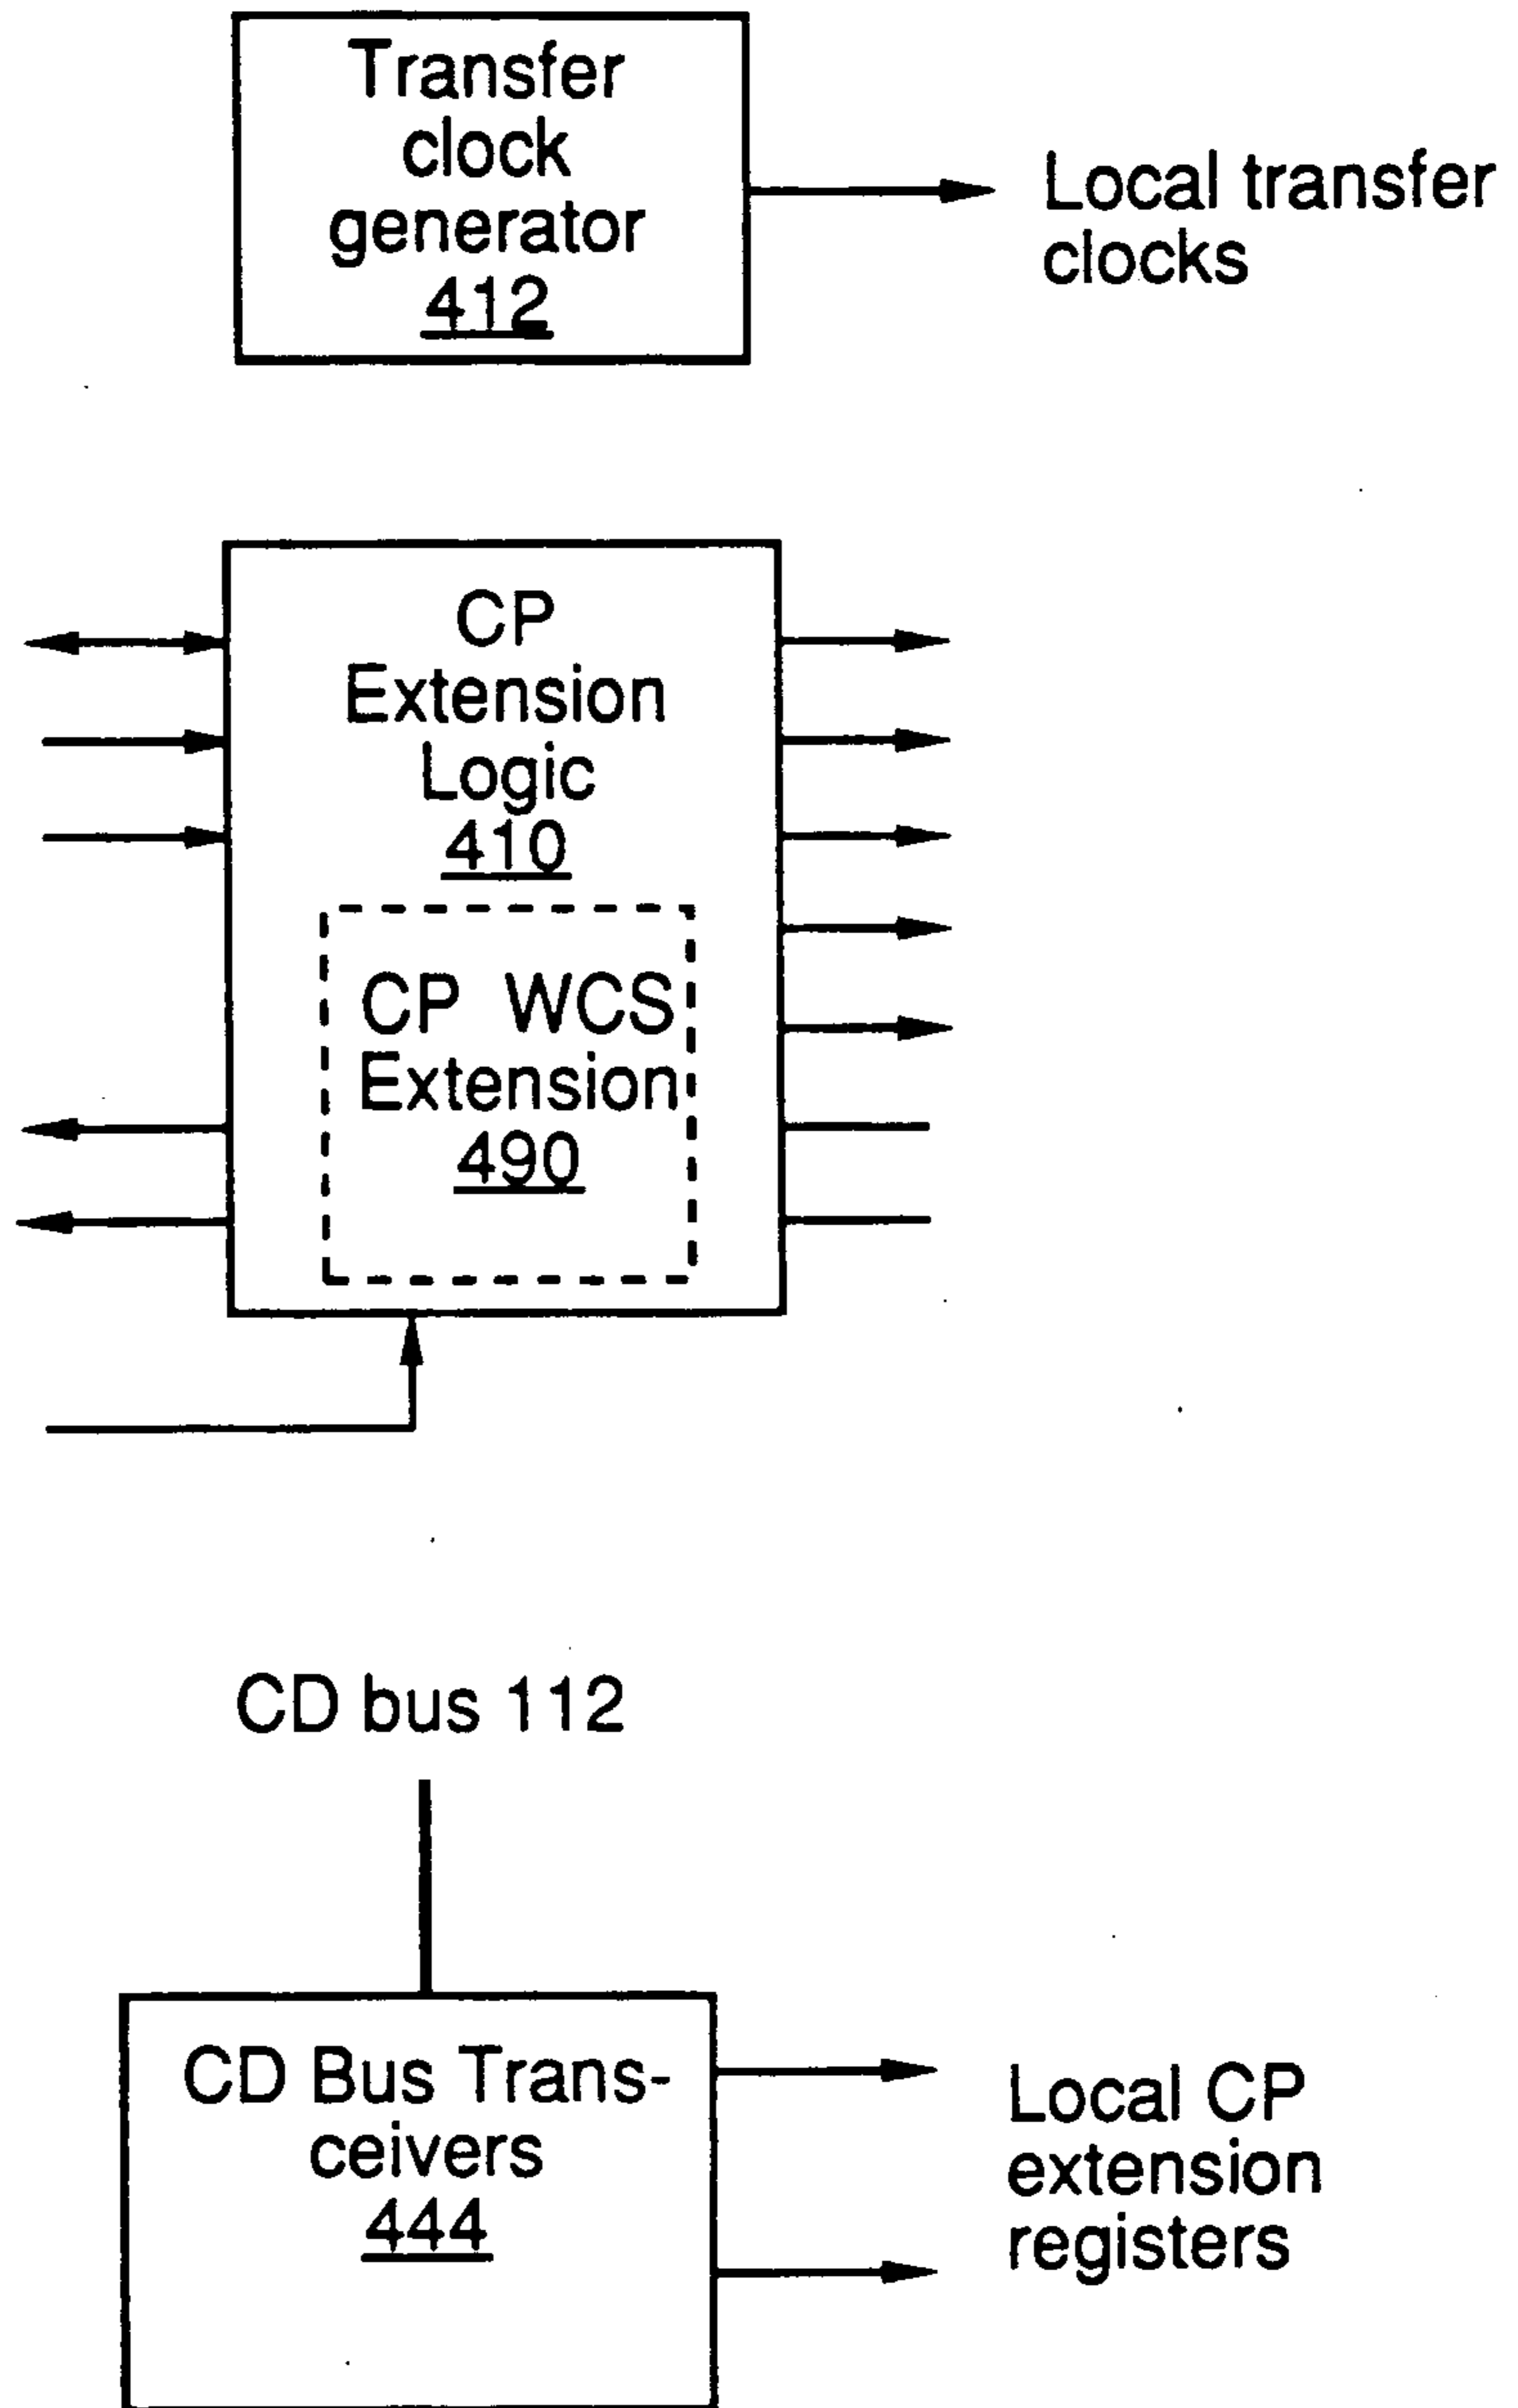 Transfer
clock
generator
412
Local transfer
clocks
CP
Extension
Logic
410
CP WCS
Extension
490
CD bus 112
CD Bus Trans-
ceivers
444
Local CP
extension
registers